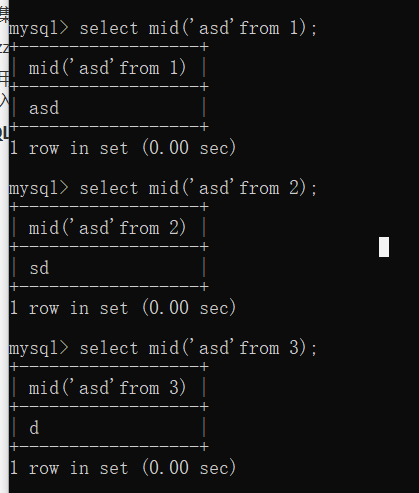 mysql> select mid('asd'from 1);
+------------------+
| mid('asd'from 1) |
+------------------+
| asd              |
+------------------+
1 row in set (0.00 sec)
mysql> select mid('asd'from 2);
+------------------+
| mid('asd'from 2) |
+------------------+
| sd               |
+------------------+
1 row in set (0.00 sec)
mysql> select mid('asd'from 3);
+------------------+
| mid('asd'from 3) |
+------------------+
| d                |
+------------------+
1 row in set (0.00 sec)